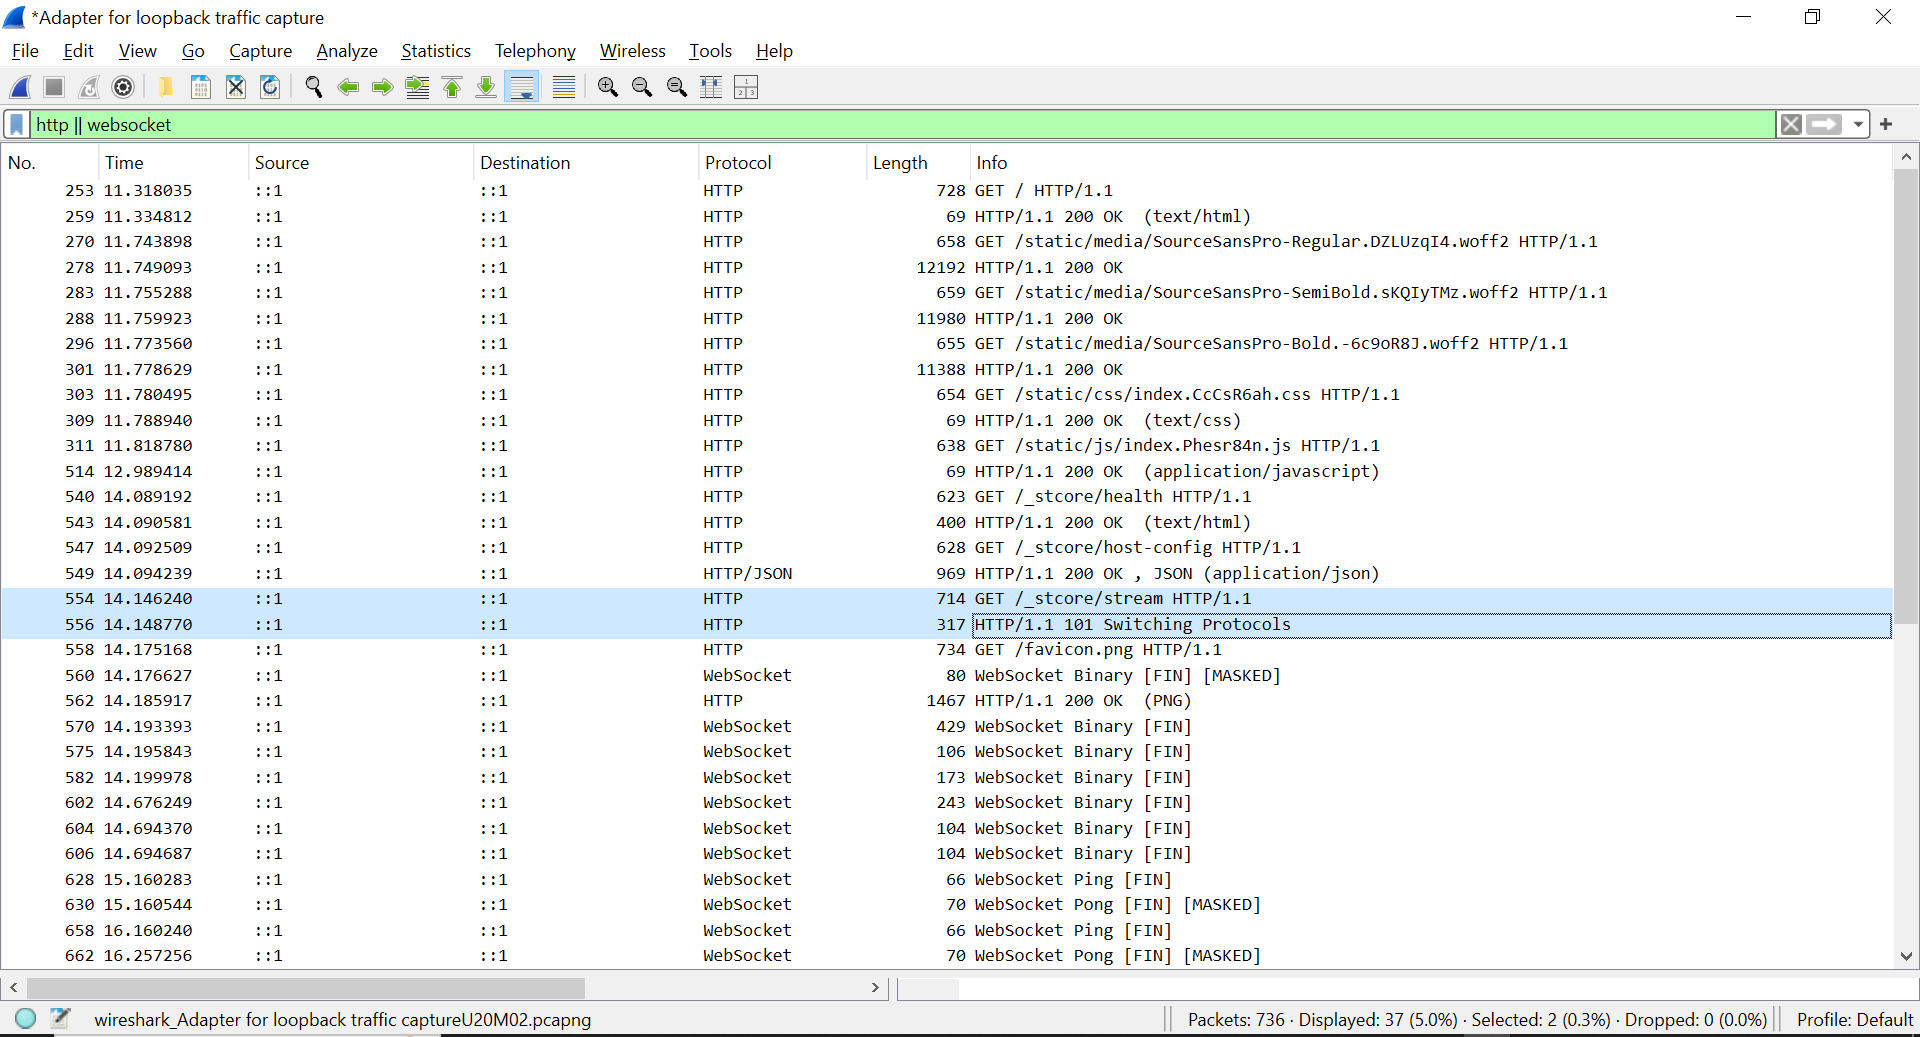 *Adapter for loopback traffic capture
File Edit View Go Capture Analyze Statistics Telephony Wireless Tools Help
http || websocket
No. Time Source Destination Protocol Length Info
253 11.318035 ::1 ::1 HTTP 728 GET / HTTP/1.1
259 11.334812 ::1 ::1 HTTP 69 HTTP/1.1 200 OK (text/html)
270 11.743898 ::1 ::1 HTTP 658 GET /static/media/SourceSansPro-Regular.DZLUzqI4.woff2 HTTP/1.1
278 11.749093 ::1 ::1 HTTP 12192 HTTP/1.1 200 OK
283 11.755288 ::1 ::1 HTTP 659 GET /static/media/SourceSansPro-SemiBold.sKQIyTMz.woff2 HTTP/1.1
288 11.759923 ::1 ::1 HTTP 11980 HTTP/1.1 200 OK
296 11.773560 ::1 ::1 HTTP 655 GET /static/media/SourceSansPro-Bold.-6c9oR8J.woff2 HTTP/1.1
301 11.778629 ::1 ::1 HTTP 11388 HTTP/1.1 200 OK
303 11.780495 ::1 ::1 HTTP 654 GET /static/css/index.CcCsR6ah.css HTTP/1.1
309 11.788940 ::1 ::1 HTTP 69 HTTP/1.1 200 OK (text/css)
311 11.818780 ::1 ::1 HTTP 638 GET /static/js/index.Phesr84n.js HTTP/1.1
514 12.989414 ::1 ::1 HTTP 69 HTTP/1.1 200 OK (application/javascript)
540 14.089192 ::1 ::1 HTTP 623 GET /_stcore/health HTTP/1.1
543 14.090581 ::1 ::1 HTTP 400 HTTP/1.1 200 OK (text/html)
547 14.092509 ::1 ::1 HTTP 628 GET /_stcore/host-config HTTP/1.1
549 14.094239 ::1 ::1 HTTP/JSON 969 HTTP/1.1 200 OK , JSON (application/json)
554 14.146240 ::1 ::1 HTTP 714 GET /_stcore/stream HTTP/1.1
556 14.148770 ::1 ::1 HTTP 317 HTTP/1.1 101 Switching Protocols
558 14.175168 ::1 ::1 HTTP 734 GET /favicon.png HTTP/1.1
560 14.176627 ::1 ::1 WebSocket 80 WebSocket Binary [FIN] [MASKED]
562 14.185917 ::1 ::1 HTTP 1467 HTTP/1.1 200 OK (PNG)
570 14.193393 ::1 ::1 WebSocket 429 WebSocket Binary [FIN]
575 14.195843 ::1 ::1 WebSocket 106 WebSocket Binary [FIN]
582 14.199978 ::1 ::1 WebSocket 173 WebSocket Binary [FIN]
602 14.676249 ::1 ::1 WebSocket 243 WebSocket Binary [FIN]
604 14.694370 ::1 ::1 WebSocket 104 WebSocket Binary [FIN]
606 14.694687 ::1 ::1 WebSocket 104 WebSocket Binary [FIN]
628 15.160283 ::1 ::1 WebSocket 66 WebSocket Ping [FIN]
630 15.160544 ::1 ::1 WebSocket 70 WebSocket Pong [FIN] [MASKED]
658 16.160240 ::1 ::1 WebSocket 66 WebSocket Ping [FIN]
662 16.257256 ::1 ::1 WebSocket 70 WebSocket Pong [FIN] [MASKED]
wireshark_Adapter for loopback traffic captureU20M02.pcapng Packets: 736 · Displayed: 37 (5.0%) · Selected: 2 (0.3%) · Dropped: 0 (0.0%) Profile: Default